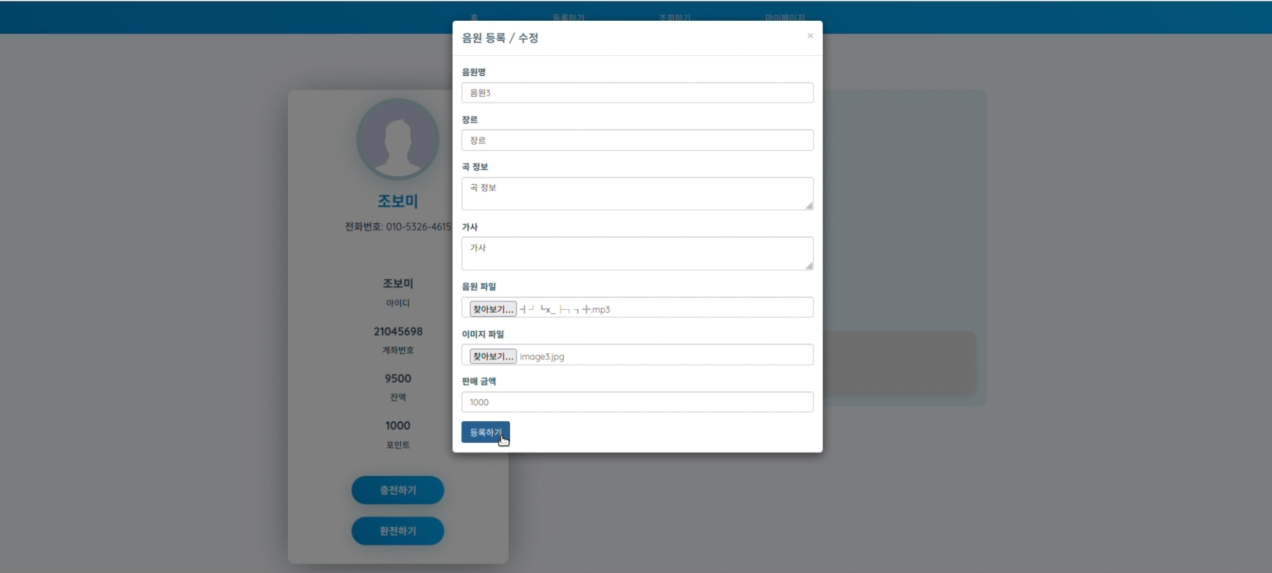 홈 등록하기 조회하기 마이페이지
음원 등록 / 수정 ×
음원명
음원3
장르
장르
곡 정보
곡 정보
가사
가사
음원 파일
찾아보기... .mp3
이미지 파일
찾아보기... image3.jpg
판매 금액
1000
등록하기
조보미
전화번호: 010-5326-4615
조보미
아이디
21045698
계좌번호
9500
잔액
1000
포인트
충전하기
환전하기